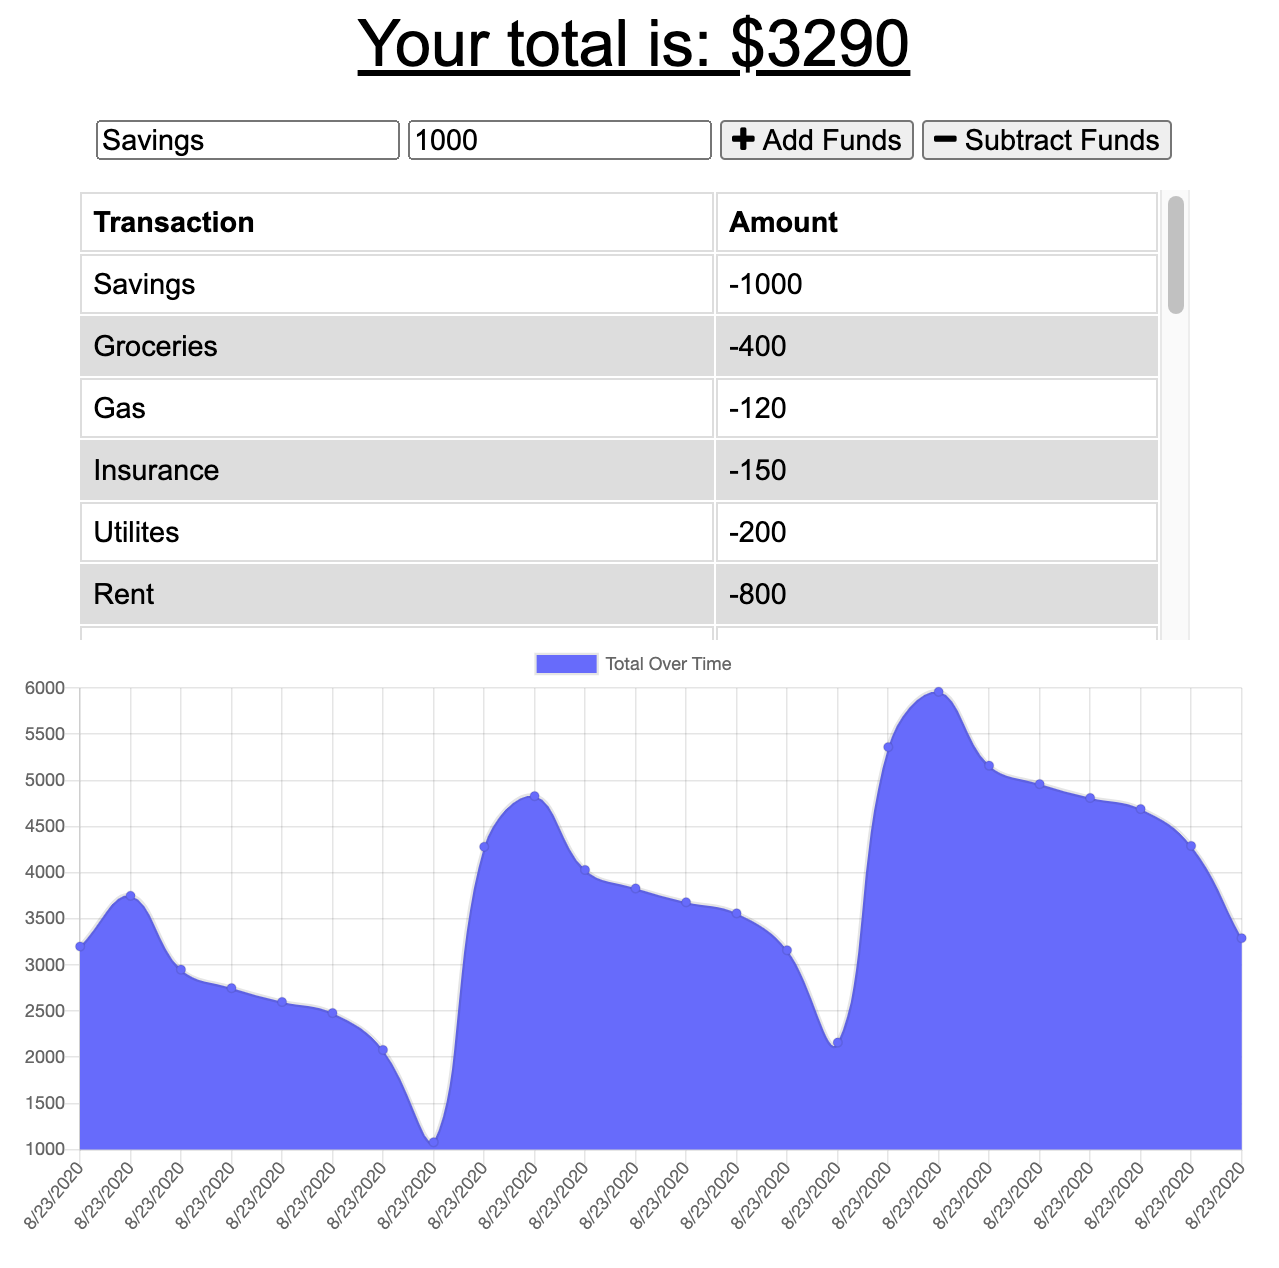 Your total is: $3290
Savings 1000 Add Funds Subtract Funds
Transaction Amount
Savings -1000
Groceries -400
Gas -120
Insurance -150
Utilites -200
Rent -800
Total Over Time
6000
5500
5000
4500
4000
3500
3000
2500
2000
1500
1000
8/23/2020 8/23/2020 8/23/2020 8/23/2020 8/23/2020 8/23/2020 8/23/2020 8/23/2020 8/23/2020 8/23/2020 8/23/2020 8/23/2020 8/23/2020 8/23/2020 8/23/2020 8/23/2020 8/23/2020 8/23/2020 8/23/2020 8/23/2020 8/23/2020 8/23/2020 8/23/2020 8/23/2020